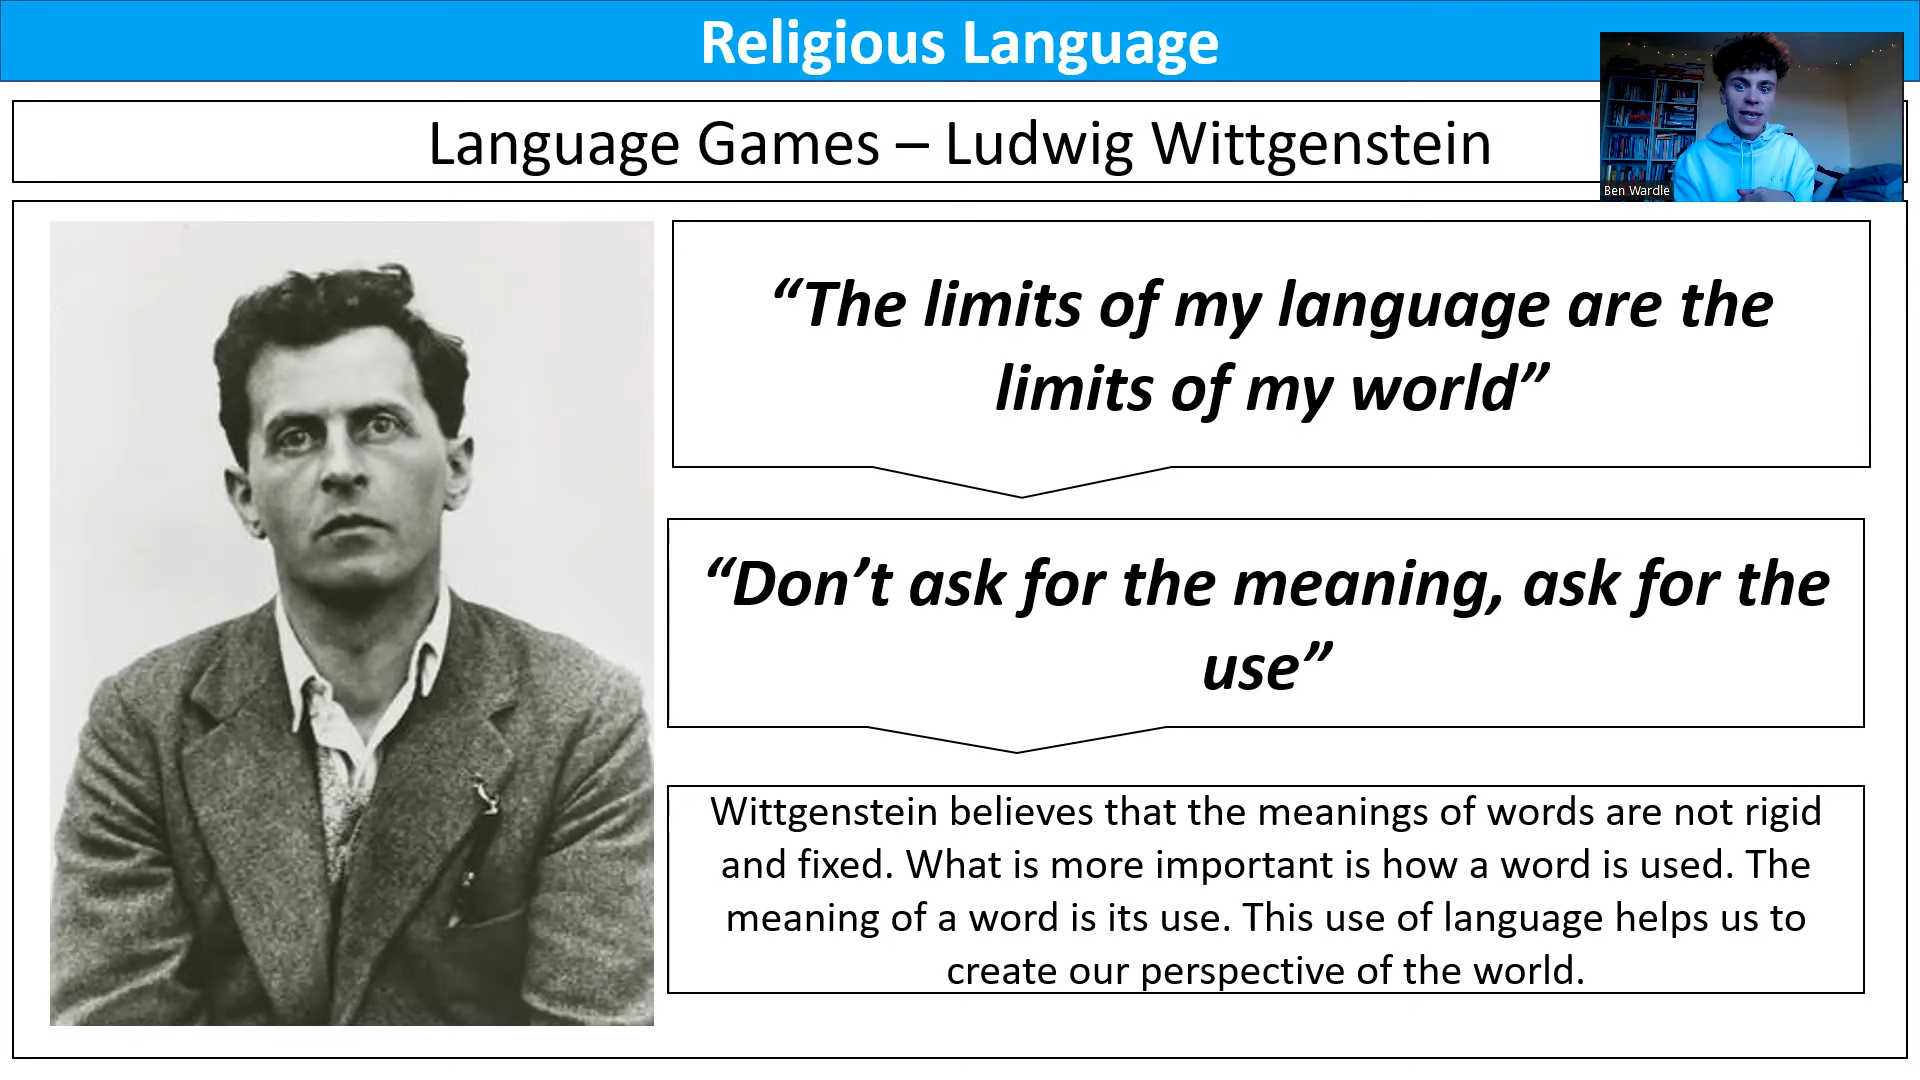 Religious Language
Language Games – Ludwig Wittgenstein
Ben Wardle
“The limits of my language are the
limits of my world”
“Don’t ask for the meaning, ask for the
use”
Wittgenstein believes that the meanings of words are not rigid
and fixed. What is more important is how a word is used. The
meaning of a word is its use. This use of language helps us to
create our perspective of the world.